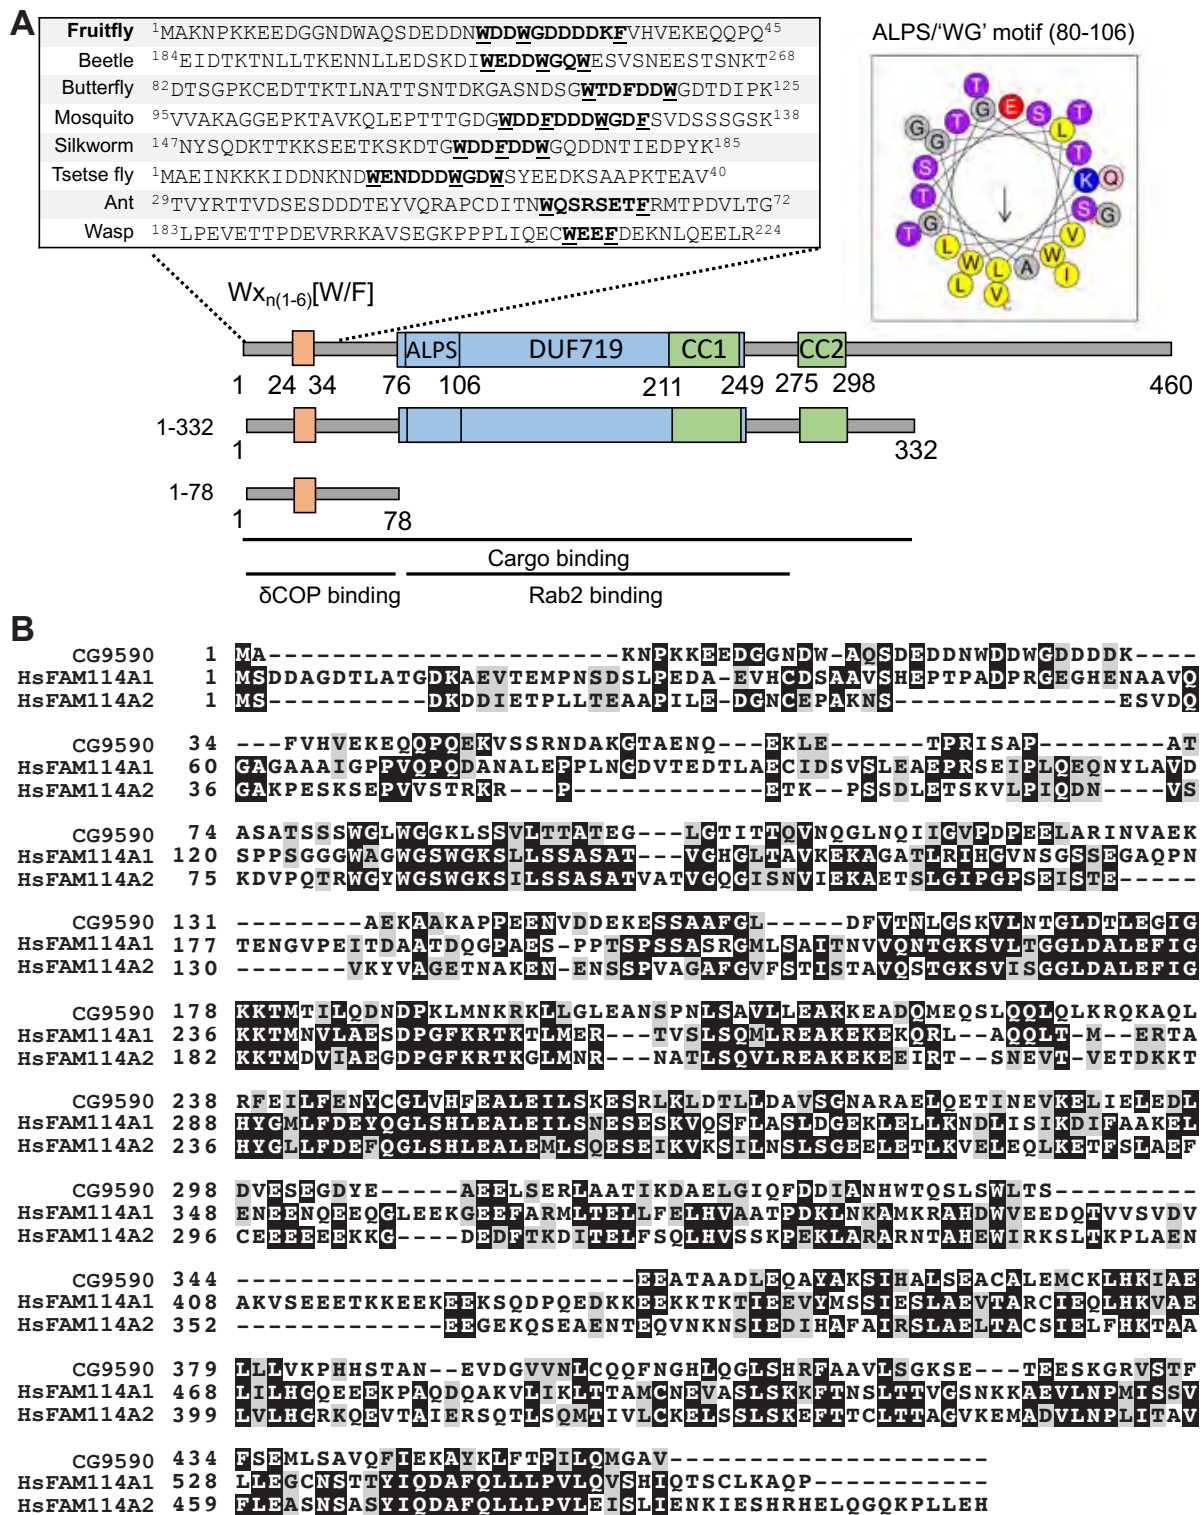 A
Fruitfly ¹MAKNPKKEEDGGNDWAQSDEDDNWDDWGDDDDKFVHVEKEQQPQ⁴⁵
Beetle ¹⁸⁴EIDTKTNLLTKENNLLEDSKDIWEDDWGQWESVSNEESTSNKT²⁶⁸
Butterfly ⁸²DTSGPKCEDTTKTLNATTSNTDKGASNDSGWTDFDDWGDTDIPK¹²⁵
Mosquito ⁹⁵VVAKAGGEPKTAVKQLEPTTTGDGWDDFDDDWGDFSVDSSSGSK¹³⁸
Silkworm ¹⁴⁷NYSQDKTTKKSEETKSKDTGWDDFDDWGQDDNTIEDPYK¹⁸⁵
Tsetse fly ¹MAEINKKKIDDNKNDWENDDDWGDWSYEEDKSAAPKTEAV⁴⁰
Ant ²⁹TVYRTTVDSESDDDTEYVQRAPCDITNWQSRSETFRMTPDVLTG⁷²
Wasp ¹⁸³LPEVETTPDEVRRKAVSEGKPPPLIQECWEEFDEKNLQEELR²²⁴
ALPS/'WG' motif (80-106)
T
T G E S T
G G T L
T
S K Q
T S G
T G V
L W L A W I
L V
Wxn(1-6)[W/F]
ALPS DUF719 CC1 CC2
1 24 34 76 106 211 249 275 298 460
1-332
1 332
1-78
1 78
Cargo binding
δCOP binding Rab2 binding
B
CG9590 1 MA----------------------KNPKKEEDGGNDW-AQSDEDDNWDDWGDDDDK----
HsFAM114A1 1 MSDDAGDTLATGDKAEVTEMPNSDSLPEDA-EVHCDSAAVSHEPTPADPRGEGHENAAVQ
HsFAM114A2 1 MS----------DKDDIETPLLTEAAPILE-DGNCEPAKNS--------------ESVDQ
CG9590 34 ---FVHVEKEQQPQEKVSSRNDAKGTAENQ---EKLE------TPRISAP--------AT
HsFAM114A1 60 GAGAAAIGPPVQPQDANALEPPLNGDVTEDTLAECIDSVSLEAEPRSEIPLQEQNYLAVD
HsFAM114A2 36 GAKPESKSEPVVSTRKR---P------------ETK--PSSDLETSKVLPIQDN----VS
CG9590 74 ASATSSSWGLWGGKLSSVLTTATEG---LGTITTQVNQGLNQIIGVPDPEELARINVAEK
HsFAM114A1 120 SPPSGGGWAGWGSWGKSLLSSASAT---VGHGLTAVKEKAGATLRIHGVNSGSSEGAQPN
HsFAM114A2 75 KDVPQTRWGYWGSWGKSILSSASATVATVGQGISNVIEKAETSLGIPGPSEISTE-----
CG9590 131 --------AEKAAKAPPEENVDDEKESSAAFGL-----DFVTNLGSKVLNTGLDTLEGIG
HsFAM114A1 177 TENGVPEITDAATDQGPAES-PPTSPSSASRGMLSAITNVVQNTGKSVLTGGLDALEFIG
HsFAM114A2 130 -------VKYVAGETNAKEN-ENSSPVAGAFGVFSTISTAVQSTGKSVISGGLDALEFIG
CG9590 178 KKTMTILQDNDPKLMNKRKLLGLEANSPNLSAVLLEAKKEADQMEQSLQQLQLKRQKAQL
HsFAM114A1 236 KKTMNVLAESDPGFKRTKTLMER---TVSLSQMLREAKEKEKQRL--AQQLT-M--ERTA
HsFAM114A2 182 KKTMDVIAEGDPGFKRTKGLMNR---NATLSQVLREAKEKEEIRT--SNEVT-VETDKKT
CG9590 238 RFEILFENYCGLVHFEALEILSKESRLKLDTLLDAVSGNARAELQETINEVKELIELEDL
HsFAM114A1 288 HYGMLFDEYQGLSHLEALEILSNESESKVQSFLASLDGEKLELLKNDLISIKDIFAAKEL
HsFAM114A2 236 HYGLLFDEFQGLSHLEALEMLSQESEIKVKSILNSLSGEELETLKVELEQLKETFSLAEF
CG9590 298 DVESEGDYE-----AEELSERLAATIKDAELGIQFDDIANHWTQSLSWLTS---------
HsFAM114A1 348 ENEENQEEQGLEEKGEEFARMLTELLFELHVAATPDKLNKAMKRAHDWVEEDQTVVSVDV
HsFAM114A2 296 CEEEEEEKKG----DEDFTKDITELFSQLHVSSKPEKLARARNTAHEWIRKSLTKPLAEN
CG9590 344 -------------------------EEATAADLEQAYAKSIHALSEACALEMCKLHKIAE
HsFAM114A1 408 AKVSEEETKKEEKEEKSQDPQEDKKEEKKTKTIEEVYMSSIESLAEVTARCIEQLHKVAE
HsFAM114A2 352 -------------EEGEKQSEAENTEQVNKNSIEDIHAFAIRSLAELTACSIELFHKTAA
CG9590 379 LLLVKPHHSTAN--EVDGVVNLCQQFNGHLQGLSHRFAAVLSGKSE---TEESKGRVSTF
HsFAM114A1 468 LILHGQEEEKPAQDQAKVLIKLTTAMCNEVASLSKKFTNSLTTVGSNKKAEVLNPMISSV
HsFAM114A2 399 LVLHGRKQEVTAIERSQTLSQMTIVLCKELSSLSKEFTTCLTTAGVKEMADVLNPLITAV
CG9590 434 FSEMLSAVQFIEKAYKLFTPILQMGAV--------------------
HsFAM114A1 528 LLEGCNSTTYIQDAFQLLLPVLQVSHIQTSCLKAQP-----------
HsFAM114A2 459 FLEASNSASYIQDAFQLLLPVLEISLIENKIESHRHELQGQKPLLEH